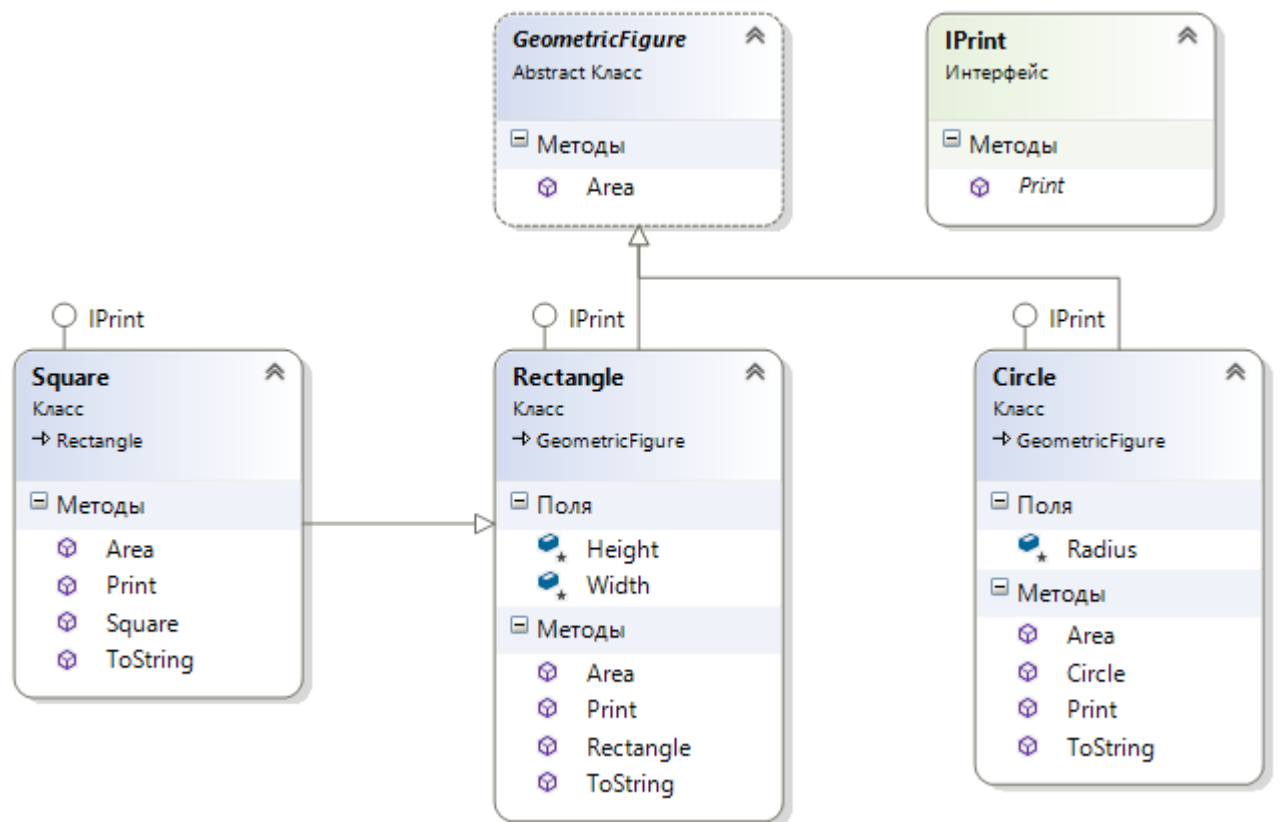 GeometricFigure
Abstract Класс
Методы
Area
IPrint
Интерфейс
Методы
Print
IPrint
Square
Класс
Rectangle
Методы
Area
Print
Square
ToString
IPrint
Rectangle
Класс
GeometricFigure
Поля
Height
Width
Методы
Area
Print
Rectangle
ToString
IPrint
Circle
Класс
GeometricFigure
Поля
Radius
Методы
Area
Circle
Print
ToString